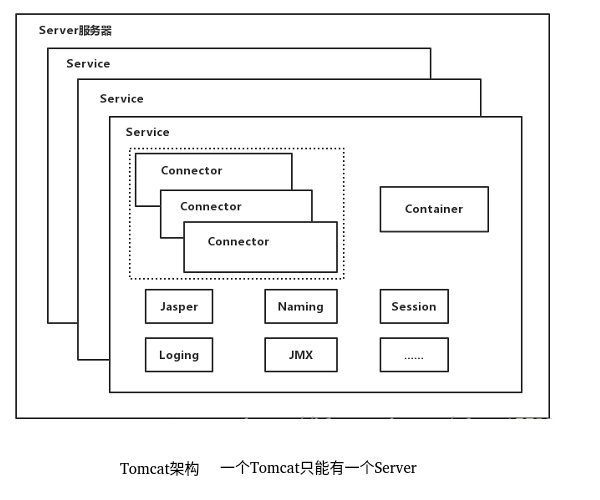 Server服务器
Service
Service
Service
Connector
Connector
Connector
Container
Jasper
Naming
Session
Loging
JMX
......
Tomcat架构 一个Tomcat只能有一个Server